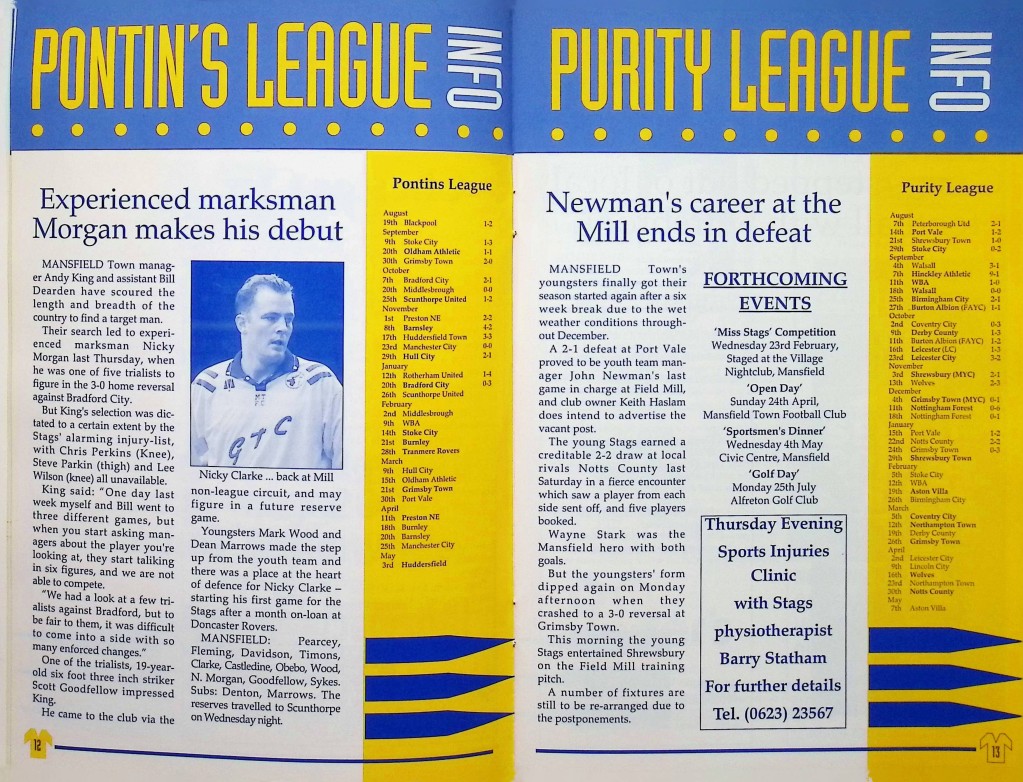 PONTIN'S LEAGUE INFO
Experienced marksman
Morgan makes his debut
MANSFIELD Town manag-
er Andy King and assistant Bill
Dearden have scoured the
length and breadth of the
country to find a target man.
Their search led to experi-
enced marksman Nicky
Morgan last Thursday, when
he was one of five trialists to
figure in the 3-0 home reversal
against Bradford City.
But King's selection was dic-
tated to a certain extent by the
Stags' alarming injury-list,
with Chris Perkins (Knee),
Steve Parkin (thigh) and Lee
Wilson (knee) all unavailable.
King said: "One day last
week myself and Bill went to
three different games, but
when you start asking man-
agers about the player you're
looking at, they start talking
in six figures, and we are not
able to compete.
"We had a look at a few tri-
alists against Bradford, but to
be fair to them, it was difficult
to come into a side with so
many enforced changes."
One of the trialists, 19-year-
old six foot three inch striker
Scott Goodfellow impressed
King.
He came to the club via the
GTC
Nicky Clarke ... back at Mill
non-league circuit, and may
figure in a future reserve
game.
Youngsters Mark Wood and
Dean Marrows made the step
up from the youth team and
there was a place at the heart
of defence for Nicky Clarke –
starting his first game for the
Stags after a month on-loan at
Doncaster Rovers.
MANSFIELD: Pearcey,
Fleming, Davidson, Timons,
Clarke, Castledine, Obebo, Wood,
N. Morgan, Goodfellow, Sykes.
Subs: Denton, Marrows. The
reserves travelled to Scunthorpe
on Wednesday night.
Pontins League
August
19th Blackpool 1-2
September
9th Stoke City 1-3
20th Oldham Athletic 1-1
30th Grimsby Town 2-0
October
7th Bradford City 2-1
20th Middlesbrough 0-0
25th Scunthorpe United 1-2
November
1st Preston NE 2-2
8th Barnsley 4-2
17th Huddersfield Town 3-3
23rd Manchester City 0-0
29th Hull City 2-1
January
12th Rotherham United 1-4
20th Bradford City 0-3
26th Scunthorpe United
February
2nd Middlesbrough
9th WBA
14th Stoke City
21st Burnley
28th Tranmere Rovers
March
9th Hull City
15th Oldham Athletic
21st Grimsby Town
30th Port Vale
April
11th Preston NE
18th Burnley
20th Barnsley
25th Manchester City
May
3rd Huddersfield
12
PURITY LEAGUE INFO
Newman's career at the
Mill ends in defeat
MANSFIELD Town's
youngsters finally got their
season started again after a six
week break due to the wet
weather conditions through-
out December.
A 2-1 defeat at Port Vale
proved to be youth team man-
ager John Newman's last
game in charge at Field Mill,
and club owner Keith Haslam
does intend to advertise the
vacant post.
The young Stags earned a
creditable 2-2 draw at local
rivals Notts County last
Saturday in a fierce encounter
which saw a player from each
side sent off, and five players
booked.
Wayne Stark was the
Mansfield hero with both
goals.
But the youngsters' form
dipped again on Monday
afternoon when they
crashed to a 3-0 reversal at
Grimsby Town.
This morning the young
Stags entertained Shrewsbury
on the Field Mill training
pitch.
A number of fixtures are
still to be re-arranged due to
the postponements.
FORTHCOMING
EVENTS
'Miss Stags' Competition
Wednesday 23rd February,
Staged at the Village
Nightclub, Mansfield
'Open Day'
Sunday 24th April,
Mansfield Town Football Club
'Sportsmen's Dinner'
Wednesday 4th May
Civic Centre, Mansfield
'Golf Day'
Monday 25th July
Alfreton Golf Club
Thursday Evening
Sports Injuries
Clinic
with Stags
physiotherapist
Barry Statham
For further details
Tel. (0623) 23567
Purity League
August
7th Peterborough Utd 2-1
14th Port Vale 1-2
21st Shrewsbury Town 1-0
29th Stoke City 0-2
September
4th Walsall 3-1
7th Hinckley Athletic 9-1
11th WBA 1-0
18th Walsall 0-0
25th Birmingham City 2-1
27th Burton Albion (FAYC) 1-1
October
2nd Coventry City 0-3
9th Derby County 1-3
11th Burton Albion (FAYC) 1-2
16th Leicester (LC) 1-3
23rd Leicester City 3-2
November
3rd Shrewsbury (MYC) 2-1
13th Wolves 2-3
December
4th Grimsby Town (MYC) 0-1
11th Nottingham Forest 0-6
18th Nottingham Forest 0-1
January
15th Port Vale 1-2
22nd Notts County 2-2
24th Grimsby Town 0-3
29th Shrewsbury Town
February
5th Stoke City
12th WBA
19th Aston Villa
26th Birmingham City
March
5th Coventry City
12th Northampton Town
19th Derby County
26th Grimsby Town
April
2nd Leicester City
9th Lincoln City
16th Wolves
23rd Northampton Town
30th Notts County
May
7th Aston Villa
13